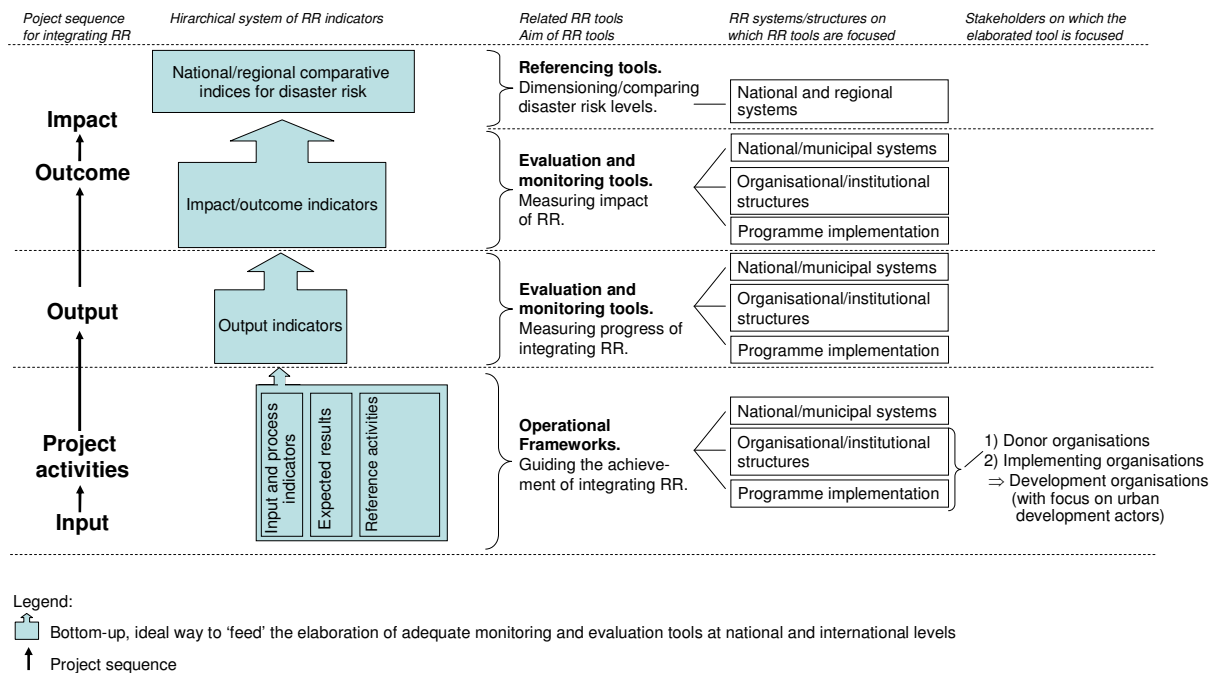 Poject sequence
for integrating RR
Hirarchical system of RR indicators
Related RR tools
Aim of RR tools
RR systems/structures on
which RR tools are focused
Stakeholders on which the
elaborated tool is focused
Impact
Outcome
Output
Project
activities
Input
National/regional comparative
indices for disaster risk
Impact/outcome indicators
Output indicators
Input and process
indicators
Expected results
Reference activities
Referencing tools.
Dimensioning/comparing
disaster risk levels.
National and regional
systems
Evaluation and
monitoring tools.
Measuring impact
of RR.
National/municipal systems
Organisational/institutional
structures
Programme implementation
Evaluation and
monitoring tools.
Measuring progress of
integrating RR.
National/municipal systems
Organisational/institutional
structures
Programme implementation
Operational
Frameworks.
Guiding the achieve-
ment of integrating RR.
National/municipal systems
Organisational/institutional
structures
Programme implementation
1) Donor organisations
2) Implementing organisations
⇒ Development organisations
(with focus on urban
development actors)
Legend:
Bottom-up, ideal way to ‘feed’ the elaboration of adequate monitoring and evaluation tools at national and international levels
Project sequence